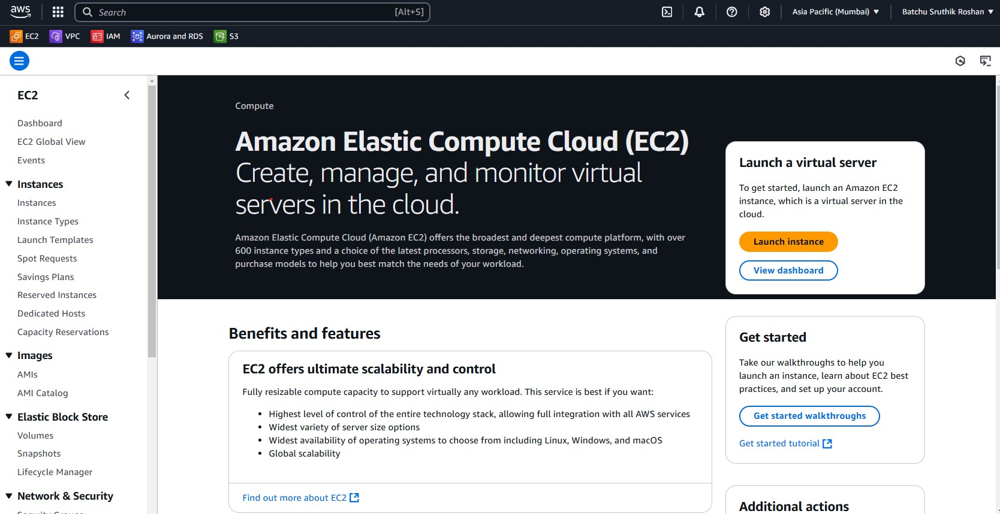 aws
Search
[Alt+S]
Asia Pacific (Mumbai)
Batchu Sruthik Roshan
EC2
VPC
IAM
Aurora and RDS
S3
EC2
Dashboard
EC2 Global View
Events
Instances
Instances
Instance Types
Launch Templates
Spot Requests
Savings Plans
Reserved Instances
Dedicated Hosts
Capacity Reservations
Images
AMIs
AMI Catalog
Elastic Block Store
Volumes
Snapshots
Lifecycle Manager
Network & Security
Security Groups
Compute
Amazon Elastic Compute Cloud (EC2)
Create, manage, and monitor virtual
servers in the cloud.
Amazon Elastic Compute Cloud (Amazon EC2) offers the broadest and deepest compute platform, with over
600 instance types and a choice of the latest processors, storage, networking, operating systems, and
purchase models to help you best match the needs of your workload.
Launch a virtual server
To get started, launch an Amazon EC2
instance, which is a virtual server in the
cloud.
Launch instance
View dashboard
Benefits and features
EC2 offers ultimate scalability and control
Fully resizable compute capacity to support virtually any workload. This service is best if you want:
• Highest level of control of the entire technology stack, allowing full integration with all AWS services
• Widest variety of server size options
• Widest availability of operating systems to choose from including Linux, Windows, and macOS
• Global scalability
Find out more about EC2
Get started
Take our walkthroughs to help you
launch an instance, learn about EC2 best
practices, and set up your account.
Get started walkthroughs
Get started tutorial
Additional actions